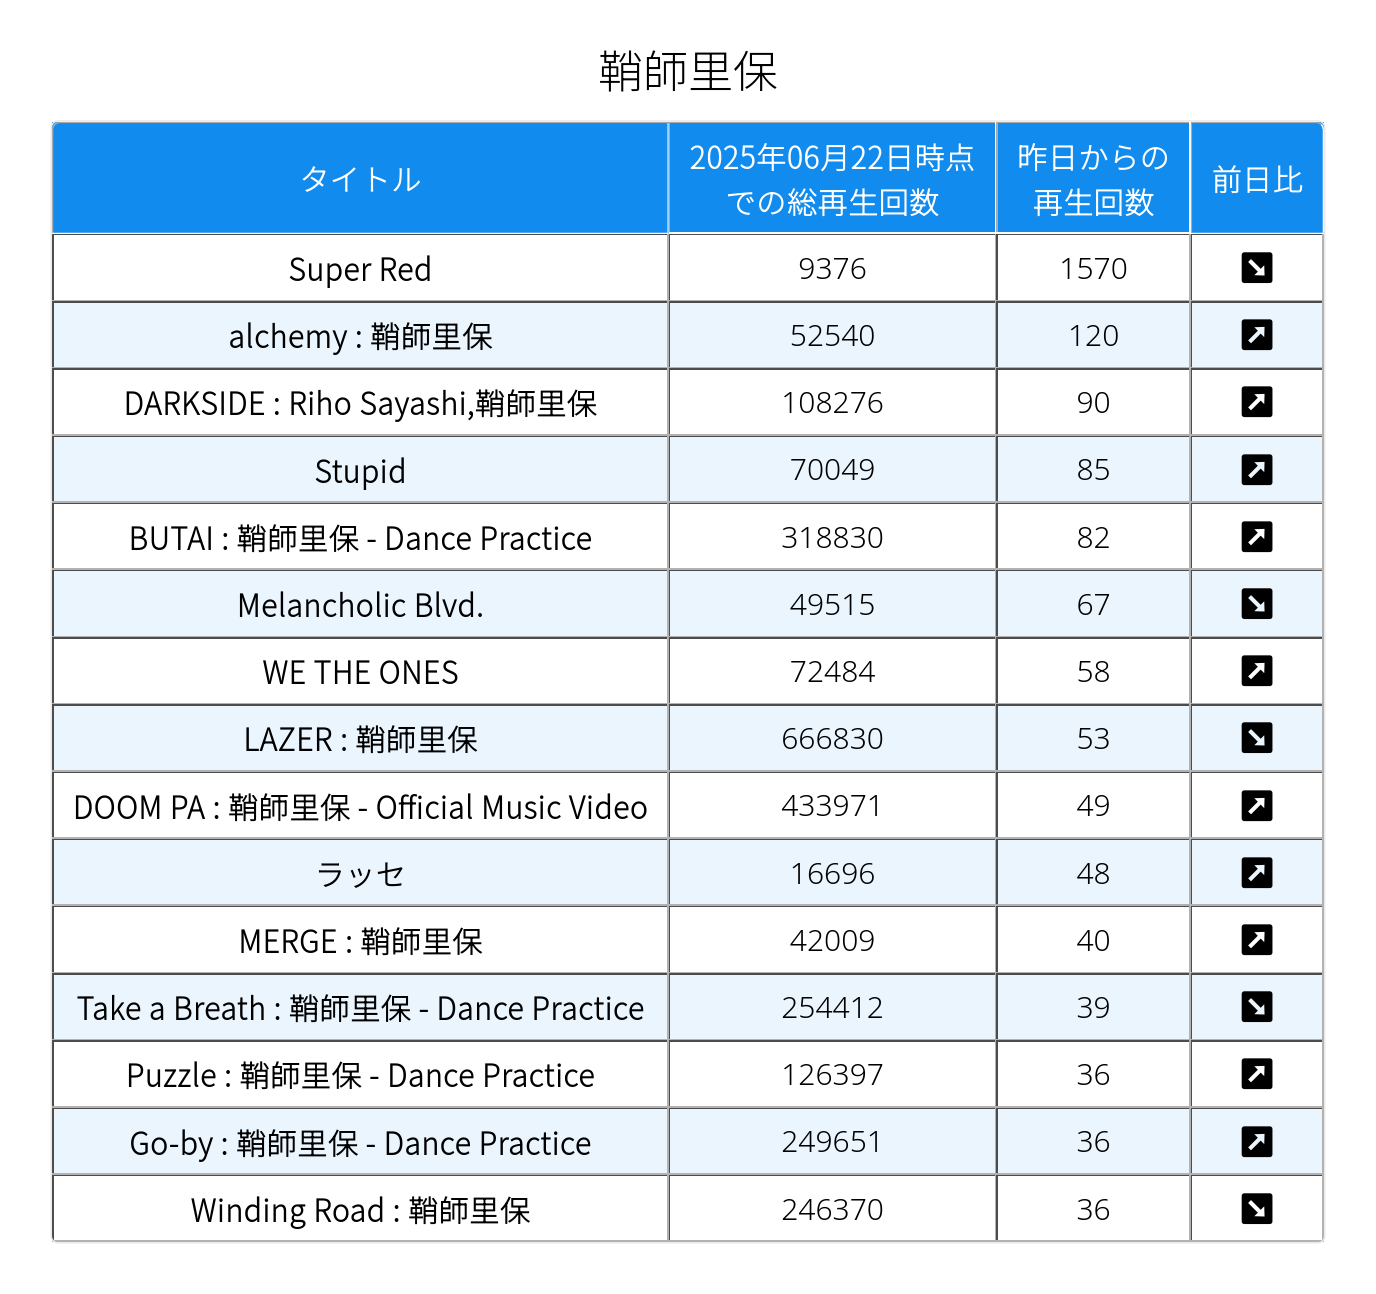 鞘師里保
タイトル
2025年06月22日時点
での総再生回数
昨日からの
再生回数
前日比
Super Red 9376 1570 ↘
alchemy : 鞘師里保 52540 120 ↗
DARKSIDE : Riho Sayashi,鞘師里保 108276 90 ↗
Stupid 70049 85 ↗
BUTAI : 鞘師里保 - Dance Practice 318830 82 ↗
Melancholic Blvd. 49515 67 ↘
WE THE ONES 72484 58 ↗
LAZER : 鞘師里保 666830 53 ↘
DOOM PA : 鞘師里保 - Official Music Video 433971 49 ↗
ラッセ 16696 48 ↗
MERGE : 鞘師里保 42009 40 ↗
Take a Breath : 鞘師里保 - Dance Practice 254412 39 ↘
Puzzle : 鞘師里保 - Dance Practice 126397 36 ↗
Go-by : 鞘師里保 - Dance Practice 249651 36 ↗
Winding Road : 鞘師里保 246370 36 ↘